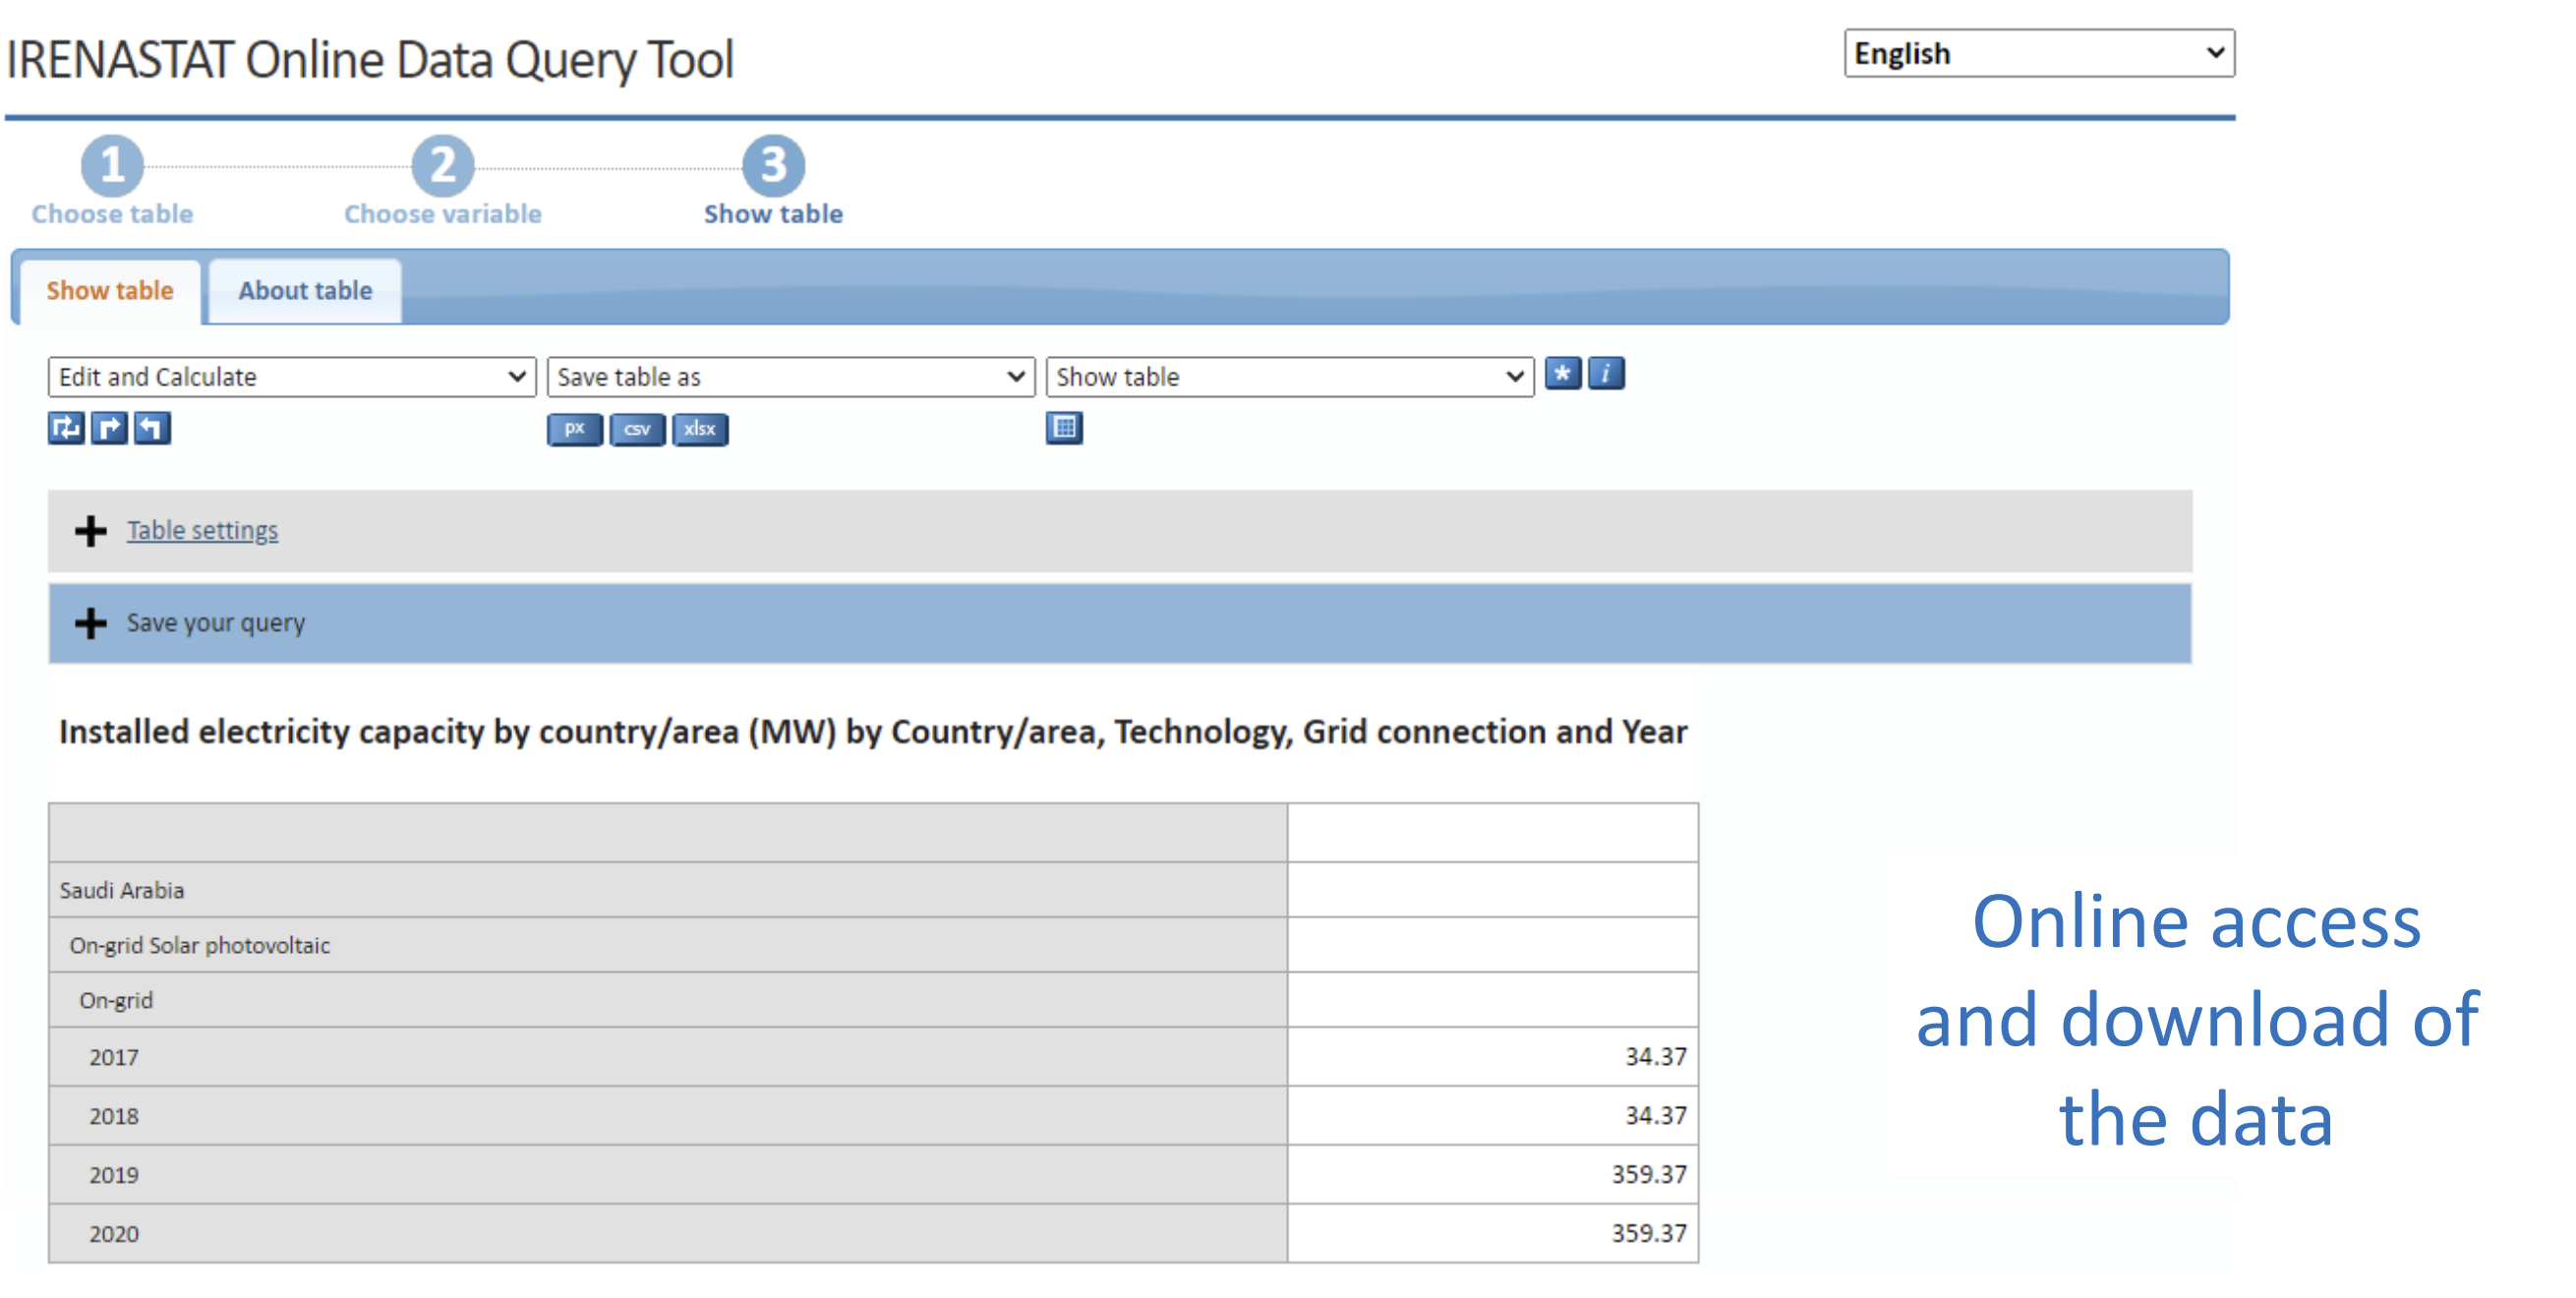 IRENASTAT Online Data Query Tool
English
1 2 3
Choose table Choose variable Show table
Show table About table
Edit and Calculate Save table as Show table * i
px csv xlsx
Table settings
Save your query
Installed electricity capacity by country/area (MW) by Country/area, Technology, Grid connection and Year
Saudi Arabia
On-grid Solar photovoltaic
On-grid
2017 34.37
2018 34.37
2019 359.37
2020 359.37
Online access
and download of
the data